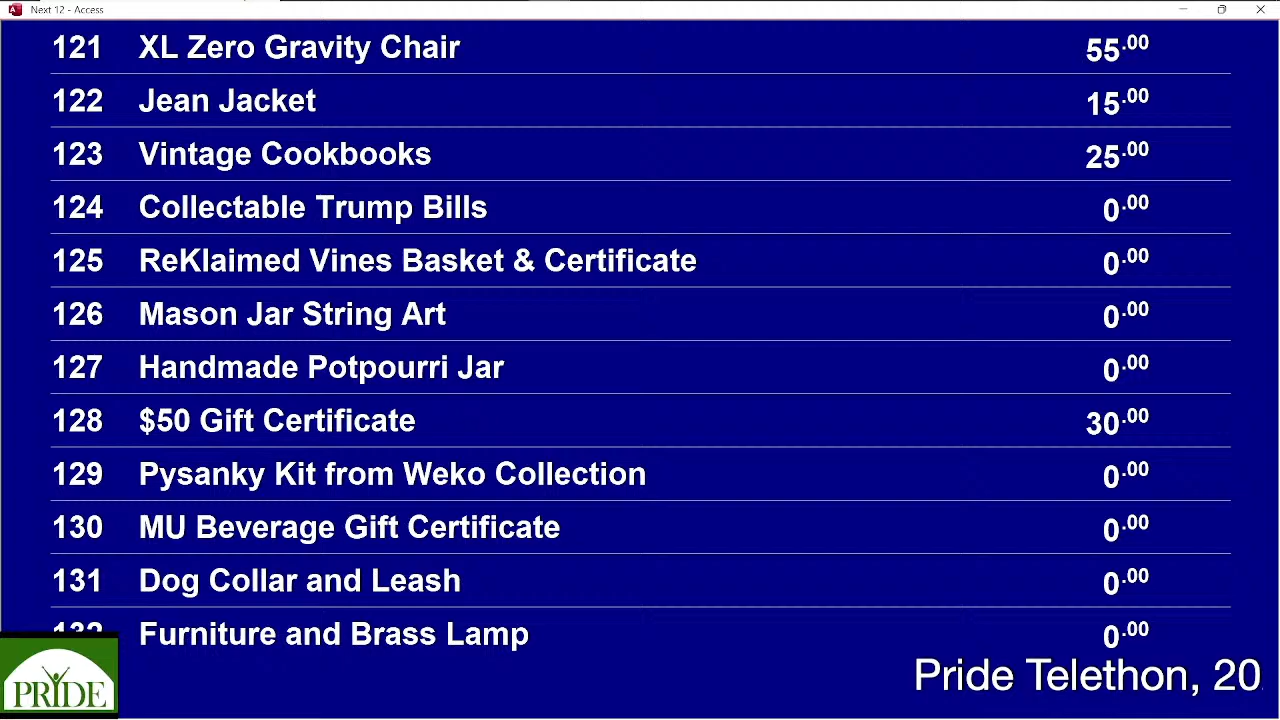 Next 12 - Access
121 XL Zero Gravity Chair 55.00
122 Jean Jacket 15.00
123 Vintage Cookbooks 25.00
124 Collectable Trump Bills 0.00
125 ReKlaimed Vines Basket & Certificate 0.00
126 Mason Jar String Art 0.00
127 Handmade Potpourri Jar 0.00
128 $50 Gift Certificate 30.00
129 Pysanky Kit from Weko Collection 0.00
130 MU Beverage Gift Certificate 0.00
131 Dog Collar and Leash 0.00
132 Furniture and Brass Lamp 0.00
PRIDE
Pride Telethon, 20